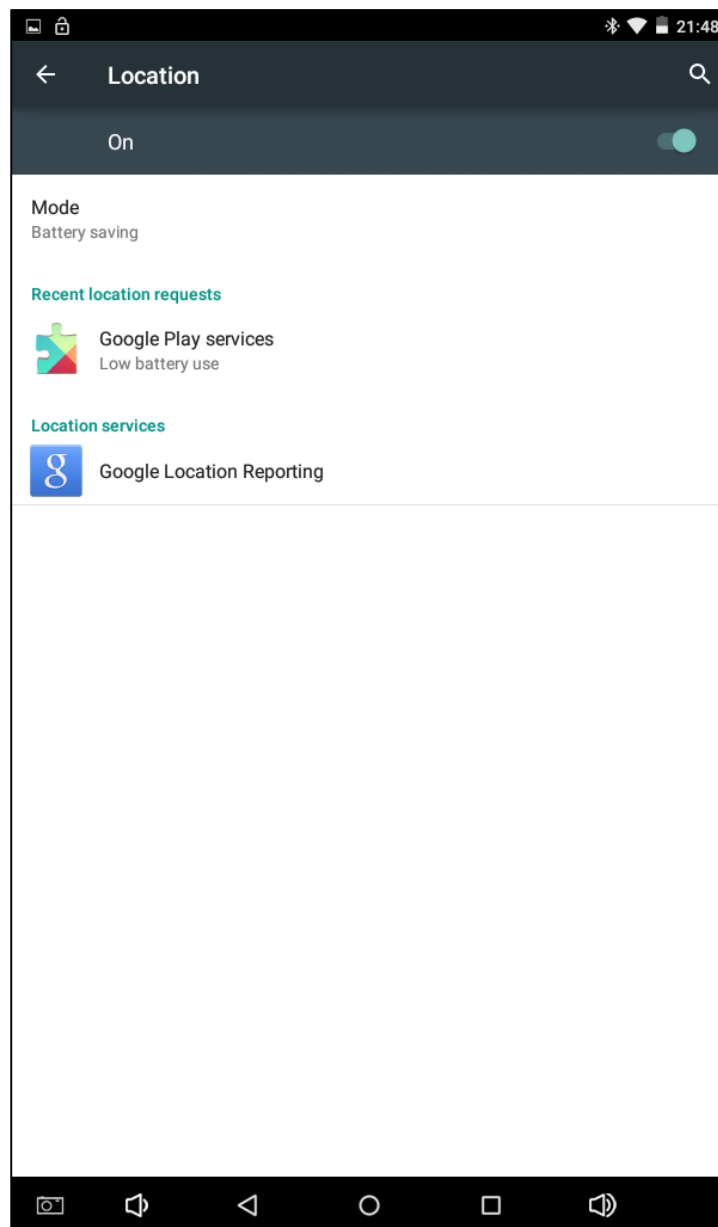 21:48
Location
On
Mode
Battery saving
Recent location requests
Google Play services
Low battery use
Location services
g
Google Location Reporting